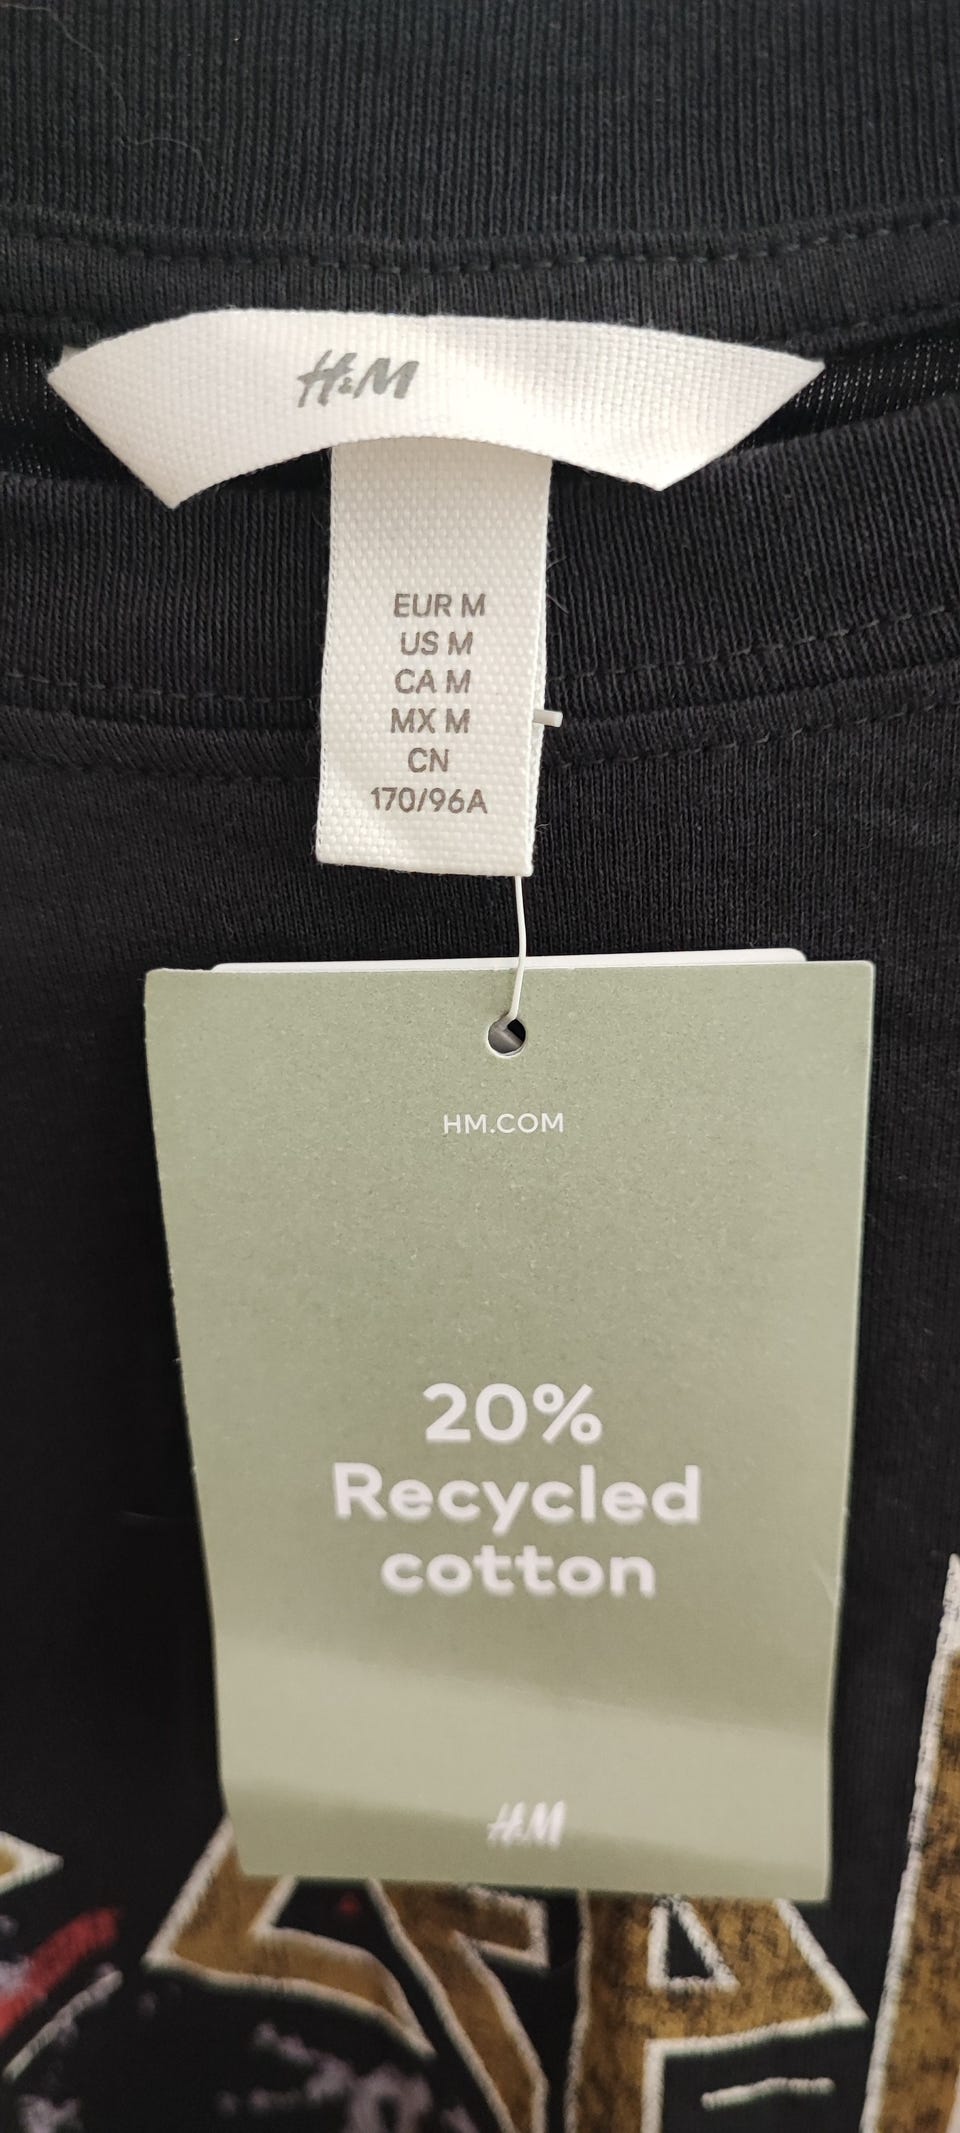 H&M
EUR M
US M
CA M
MX M
CN
170/96A
HM.COM
20%
Recycled
cotton
H&M